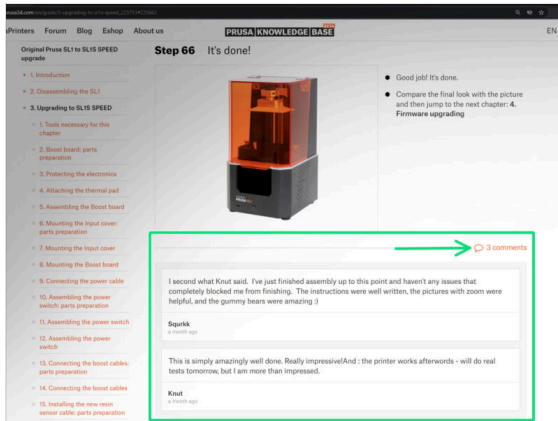 Printers Forum Blog Eshop About us
PRUSA KNOWLEDGE BASE
BETA
EN
Original Prusa SL1 to SL1S SPEED
upgrade
1. Introduction
2. Disassembling the SL1
3. Upgrading to SL1S SPEED
1. Tools necessary for this
chapter
2. Boost board: parts
preparation
3. Protecting the electronics
4. Attaching the thermal pad
5. Assembling the Boost board
6. Mounting the Input cover:
parts preparation
7. Mounting the Input cover
8. Mounting the Boost board
9. Connecting the power cable
10. Assembling the power
switch: parts preparation
11. Assembling the power switch
12. Assembling the power
switch
13. Connecting the boost cables:
parts preparation
14. Connecting the boost cables
15. Installing the new resin
sensor cable: parts preparation
Step 66 It's done!
Good job! It's done.
Compare the final look with the picture
and then jump to the next chapter: 4.
Firmware upgrading
3 comments
I second what Knut said. I've just finished assembly up to this point and haven't any issues that
completely blocked me from finishing. The instructions were well written, the pictures with zoom were
helpful, and the gummy bears were amazing :)
Squrkk
a month ago
This is simply amazingly well done. Really impressive!And : the printer works afterwords - will do real
tests tomorrow, but I am more than impressed.
Knut
a month ago